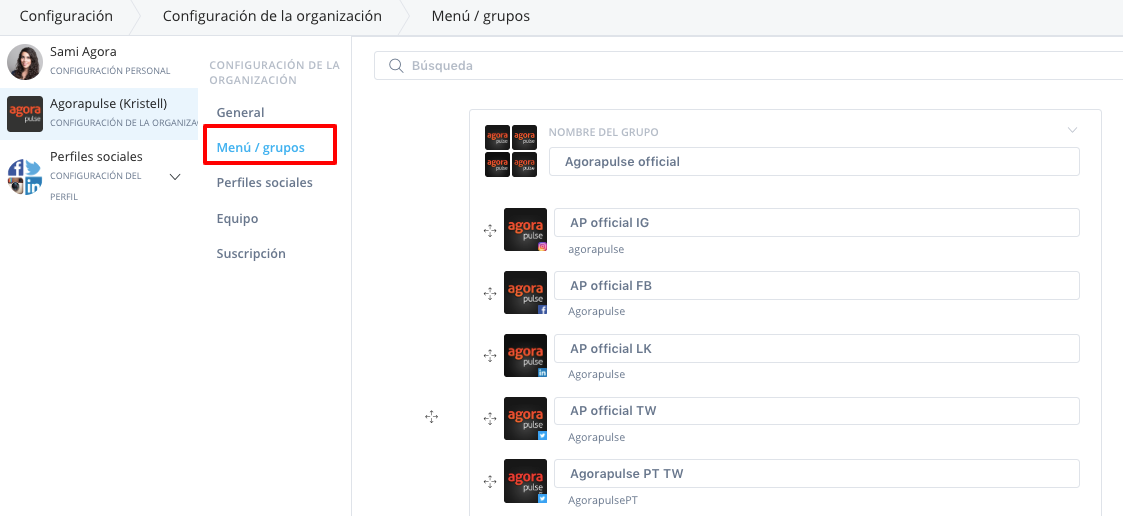 Configuración
Configuración de la organización
Menú / grupos
Sami Agora
CONFIGURACIÓN PERSONAL
Agorapulse (Kristell)
CONFIGURACIÓN DE LA ORGANIZA
Perfiles sociales
CONFIGURACIÓN DEL
PERFIL
CONFIGURACIÓN DE LA
ORGANIZACIÓN
General
Menú / grupos
Perfiles sociales
Equipo
Suscripción
Búsqueda
NOMBRE DEL GRUPO
Agorapulse official
AP official IG
agorapulse
AP official FB
Agorapulse
AP official LK
Agorapulse
AP official TW
Agorapulse
Agorapulse PT TW
AgorapulsePT
agora
pulse
agora
pulse
agora
pulse
agora
pulse
agora
pulse
agora
pulse